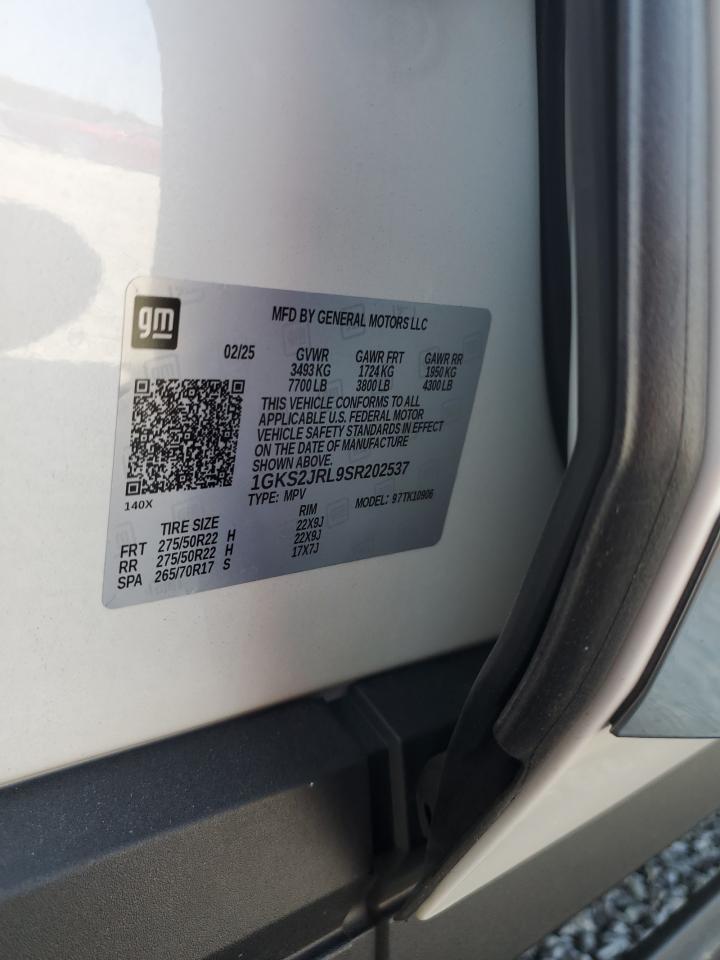 gm
MFD BY GENERAL MOTORS LLC
02/25 GVWR GAWR FRT GAWR RR
3493 KG 1724 KG 1950 KG
7700 LB 3800 LB 4300 LB
THIS VEHICLE CONFORMS TO ALL
APPLICABLE U.S. FEDERAL MOTOR
VEHICLE SAFETY STANDARDS IN EFFECT
ON THE DATE OF MANUFACTURE
SHOWN ABOVE.
1GKS2JRL9SR202537
140X TYPE: MPV MODEL: 97TK10906
TIRE SIZE RIM
FRT 275/50R22 H 22X9J
RR 275/50R22 H 22X9J
SPA 265/70R17 S 17X7J